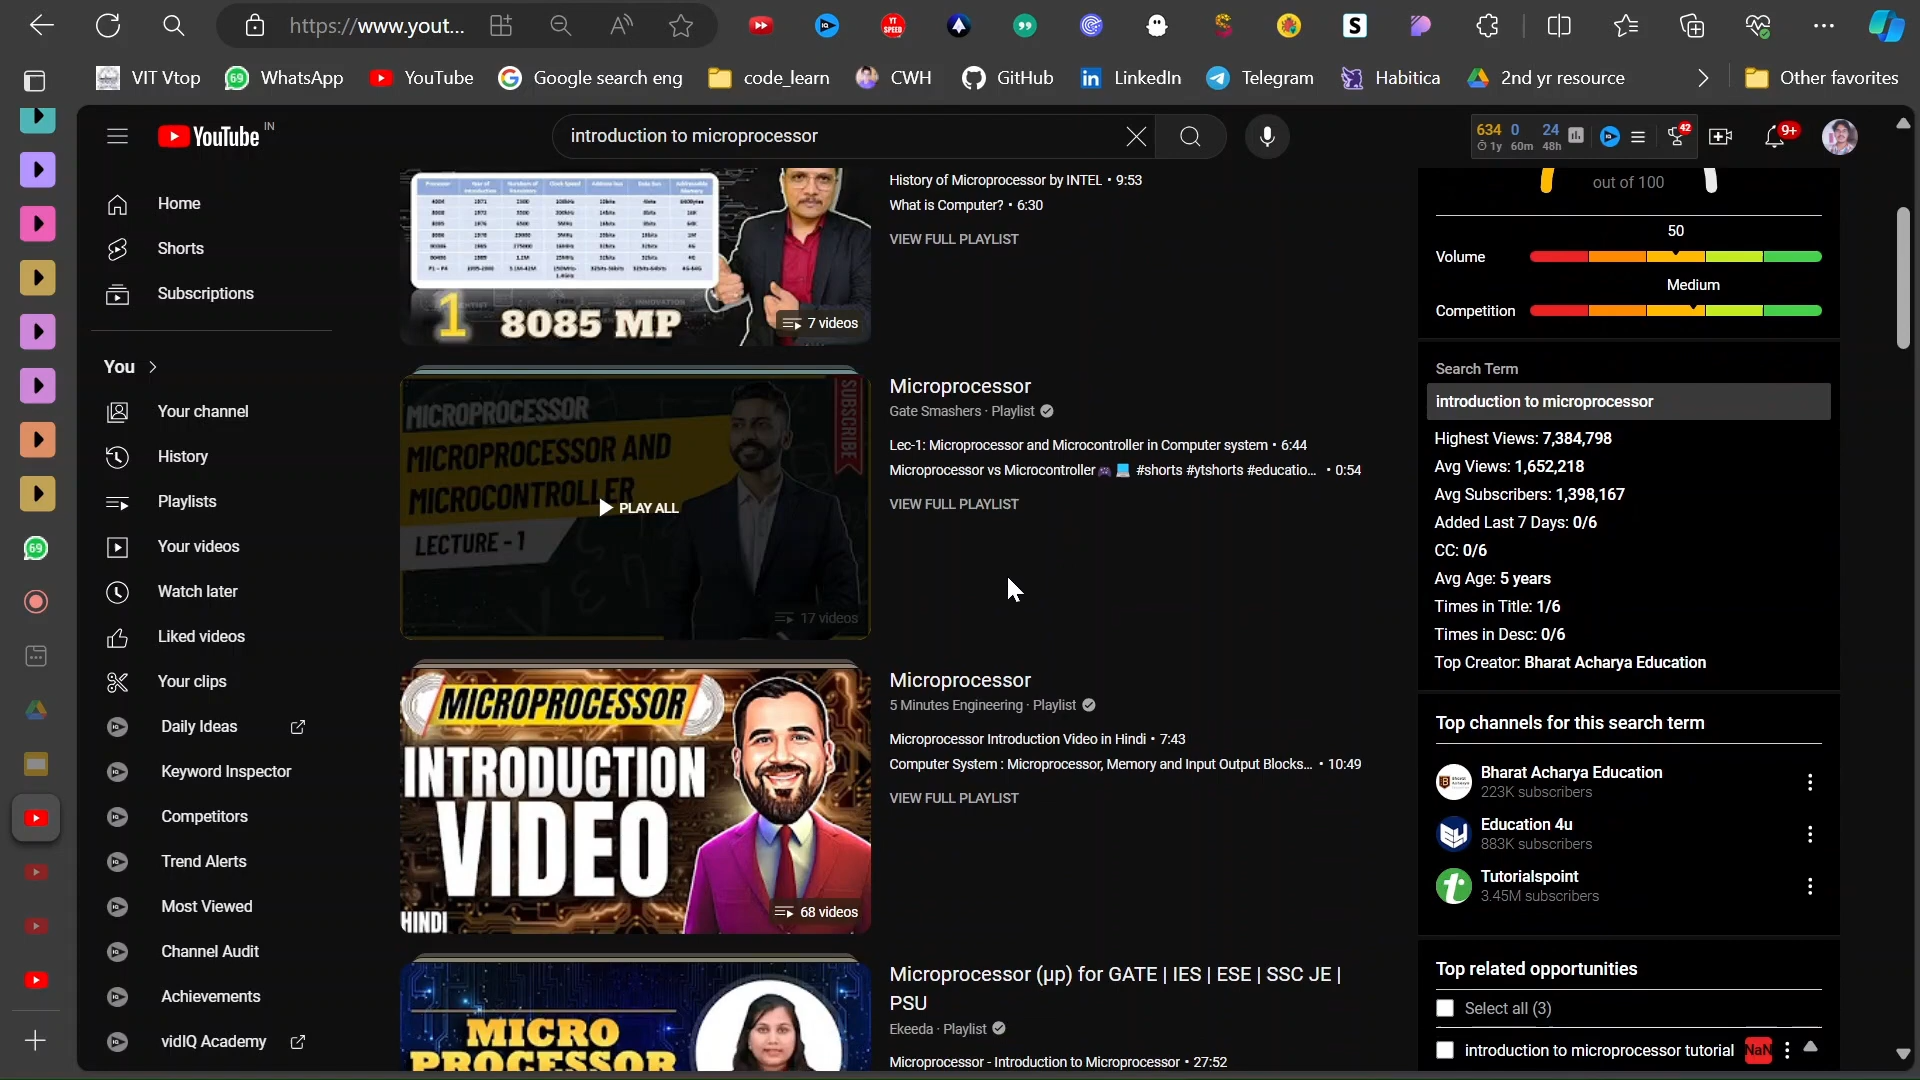 https://www.yout...
VIT Vtop
69
WhatsApp
YouTube
Google search eng
code_learn
CWH
GitHub
LinkedIn
Telegram
Habitica
2nd yr resource
Other favorites
YouTube IN
introduction to microprocessor
634 0 24
1y 60m 48h
42
9+
Home
Shorts
Subscriptions
You
Your channel
History
Playlists
Your videos
Watch later
Liked videos
Your clips
Daily Ideas
Keyword Inspector
Competitors
Trend Alerts
Most Viewed
Channel Audit
Achievements
vidIQ Academy
69
1 8085 MP
7 videos
History of Microprocessor by INTEL • 9:53
What is Computer? • 6:30
VIEW FULL PLAYLIST
MICROPROCESSOR
MICROPROCESSOR AND
MICROCONTROLLER
LECTURE - 1
SUBSCRIBE
PLAY ALL
17 videos
Microprocessor
Gate Smashers · Playlist
Lec-1: Microprocessor and Microcontroller in Computer system • 6:44
Microprocessor vs Microcontroller 🎮 💻 #shorts #ytshorts #educatio... • 0:54
VIEW FULL PLAYLIST
MICROPROCESSOR
INTRODUCTION
VIDEO
HINDI
68 videos
Microprocessor
5 Minutes Engineering · Playlist
Microprocessor Introduction Video in Hindi • 7:43
Computer System : Microprocessor, Memory and Input Output Blocks... • 10:49
VIEW FULL PLAYLIST
MICRO
PROCESSOR
Microprocessor (μp) for GATE | IES | ESE | SSC JE |
PSU
Ekeeda · Playlist
Microprocessor - Introduction to Microprocessor • 27:52
out of 100
50
Volume
Medium
Competition
Search Term
introduction to microprocessor
Highest Views: 7,384,798
Avg Views: 1,652,218
Avg Subscribers: 1,398,167
Added Last 7 Days: 0/6
CC: 0/6
Avg Age: 5 years
Times in Title: 1/6
Times in Desc: 0/6
Top Creator: Bharat Acharya Education
Top channels for this search term
Bharat Acharya Education
223K subscribers
Education 4u
883K subscribers
Tutorialspoint
3.45M subscribers
Top related opportunities
Select all (3)
introduction to microprocessor tutorial NaN